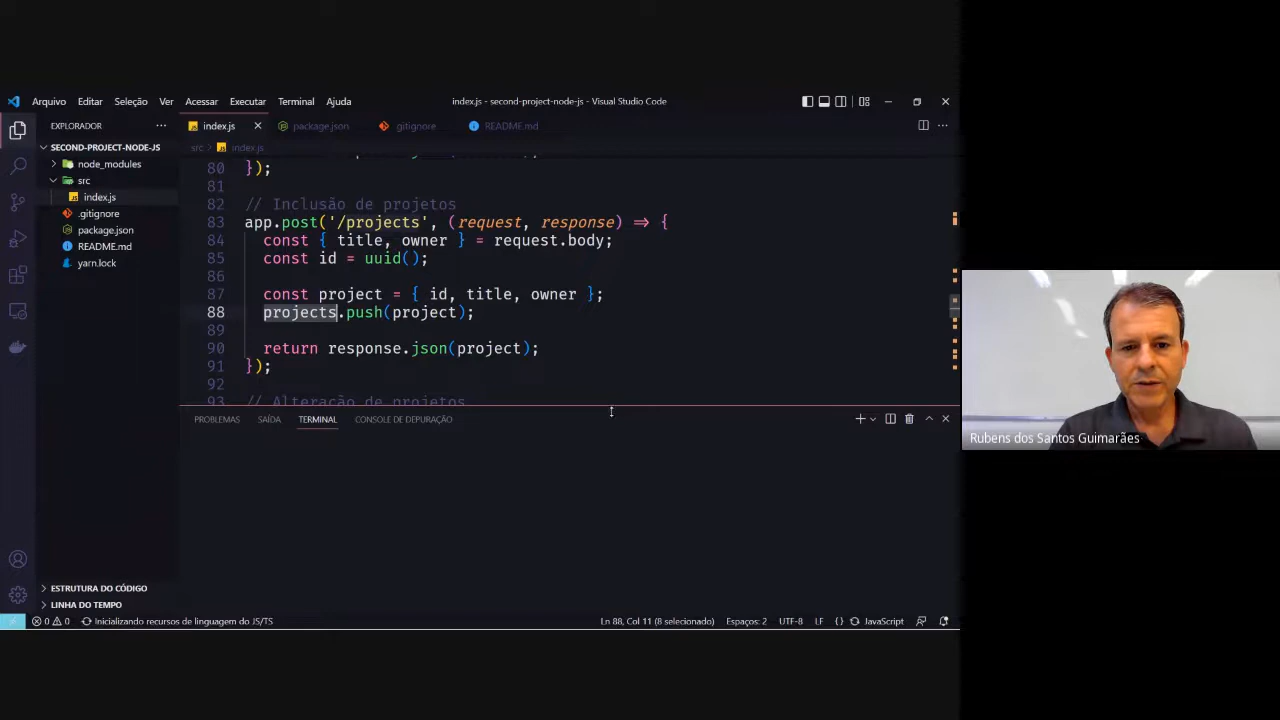 Arquivo Editar Seleção Ver Acessar Executar Terminal Ajuda
index.js - second-project-node-js - Visual Studio Code
EXPLORADOR
SECOND-PROJECT-NODE-JS
node_modules
src
index.js
.gitignore
package.json
README.md
yarn.lock
ESTRUTURA DO CÓDIGO
LINHA DO TEMPO
index.js package.json gitignore README.md
src index.js
80 });
81
82 // Inclusão de projetos
83 app.post('/projects', (request, response) => {
84 const { title, owner } = request.body;
85 const id = uuid();
86
87 const project = { id, title, owner };
88 projects.push(project);
89
90 return response.json(project);
91 });
92
93 // Alteração de projetos
PROBLEMAS SAÍDA TERMINAL CONSOLE DE DEPURAÇÃO
0 0 Inicializando recursos de linguagem do JS/TS
Ln 88, Col 11 (8 selecionado) Espaços: 2 UTF-8 LF {} JavaScript
Rubens dos Santos Guimarães